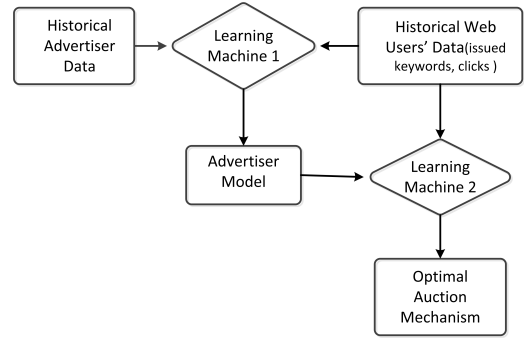 Historical
Advertiser
Data
Learning
Machine 1
Historical Web
Users' Data(issued
keywords, clicks )
Advertiser
Model
Learning
Machine 2
Optimal
Auction
Mechanism